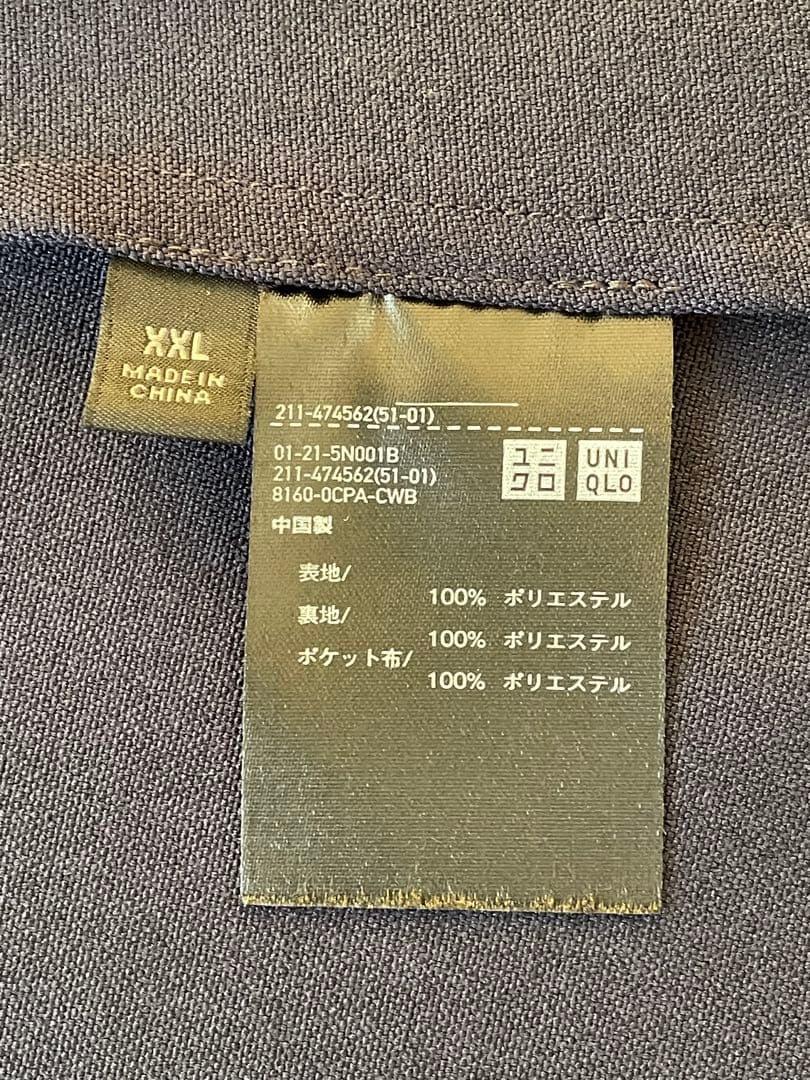 XXL
MADE IN
CHINA
211-474562(51-01)
01-21-5N001B
211-474562(51-01)
8160-0CPA-CWB
中国製
ユニ
クロ
UNI
QLO
表地/
100% ポリエステル
裏地/
100% ポリエステル
ポケット布/
100% ポリエステル